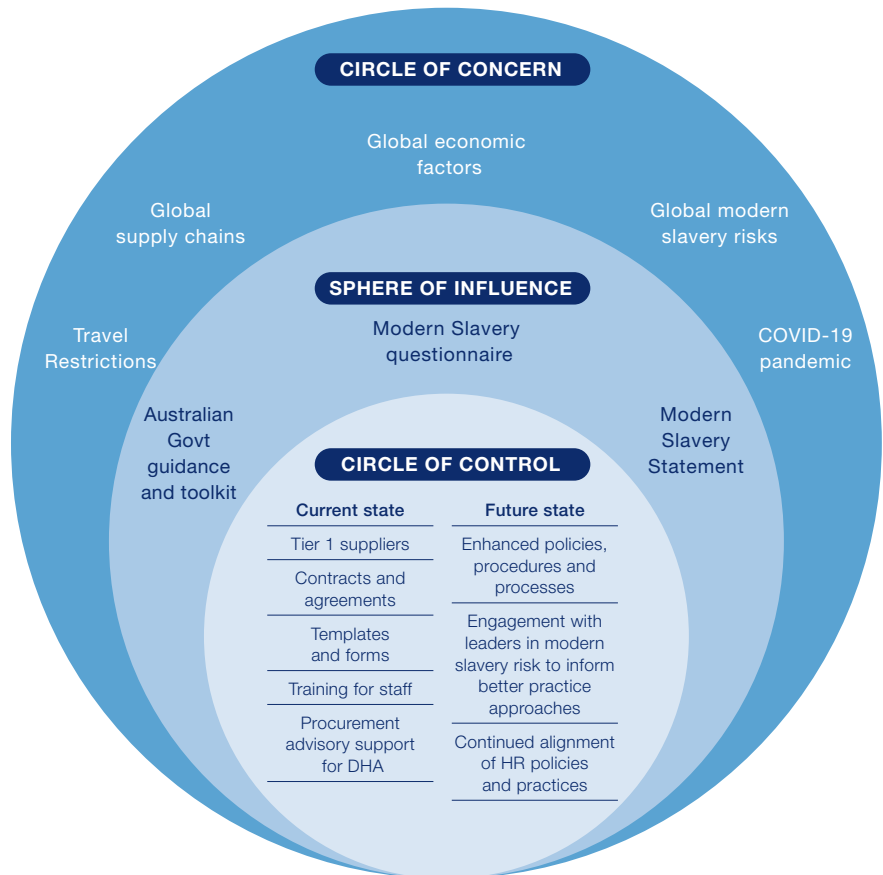 CIRCLE OF CONCERN
Global economic
factors
Global
supply chains
Global modern
slavery risks
Travel
Restrictions
COVID-19
pandemic
SPHERE OF INFLUENCE
Modern Slavery
questionnaire
Australian
Govt
guidance
and toolkit
Modern
Slavery
Statement
CIRCLE OF CONTROL
Current state
Tier 1 suppliers
Contracts and
agreements
Templates
and forms
Training for staff
Procurement
advisory support
for DHA
Future state
Enhanced policies,
procedures and
processes
Engagement with
leaders in modern
slavery risk to inform
better practice
approaches
Continued alignment
of HR policies
and practices